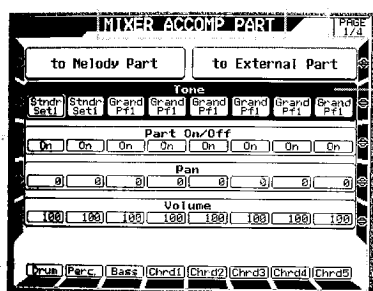 MIXER ACCOMP PART
PAGE
1/4
to Melody Part to External Part
Tone
Stndr Stndr Grand Grand Grand Grand Grand Grand
Set1 Set1 Pf1 Pf1 Pf1 Pf1 Pf1 Pf1
Part On/Off
On On On On On On On On
Pan
0 0 0 0 0 0 0 0
Volume
100 100 100 100 100 100 100 100
Drum Perc. Bass Chrd1 Chrd2 Chrd3 Chrd4 Chrd5